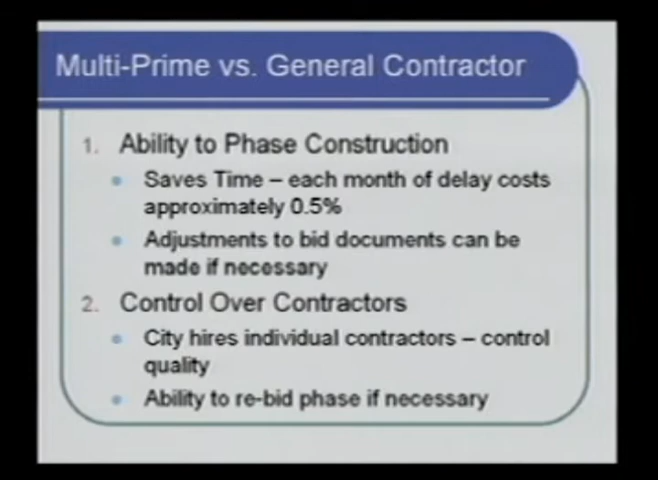 Multi-Prime vs. General Contractor
1. Ability to Phase Construction
• Saves Time – each month of delay costs
approximately 0.5%
• Adjustments to bid documents can be
made if necessary
2. Control Over Contractors
• City hires individual contractors – control
quality
• Ability to re-bid phase if necessary